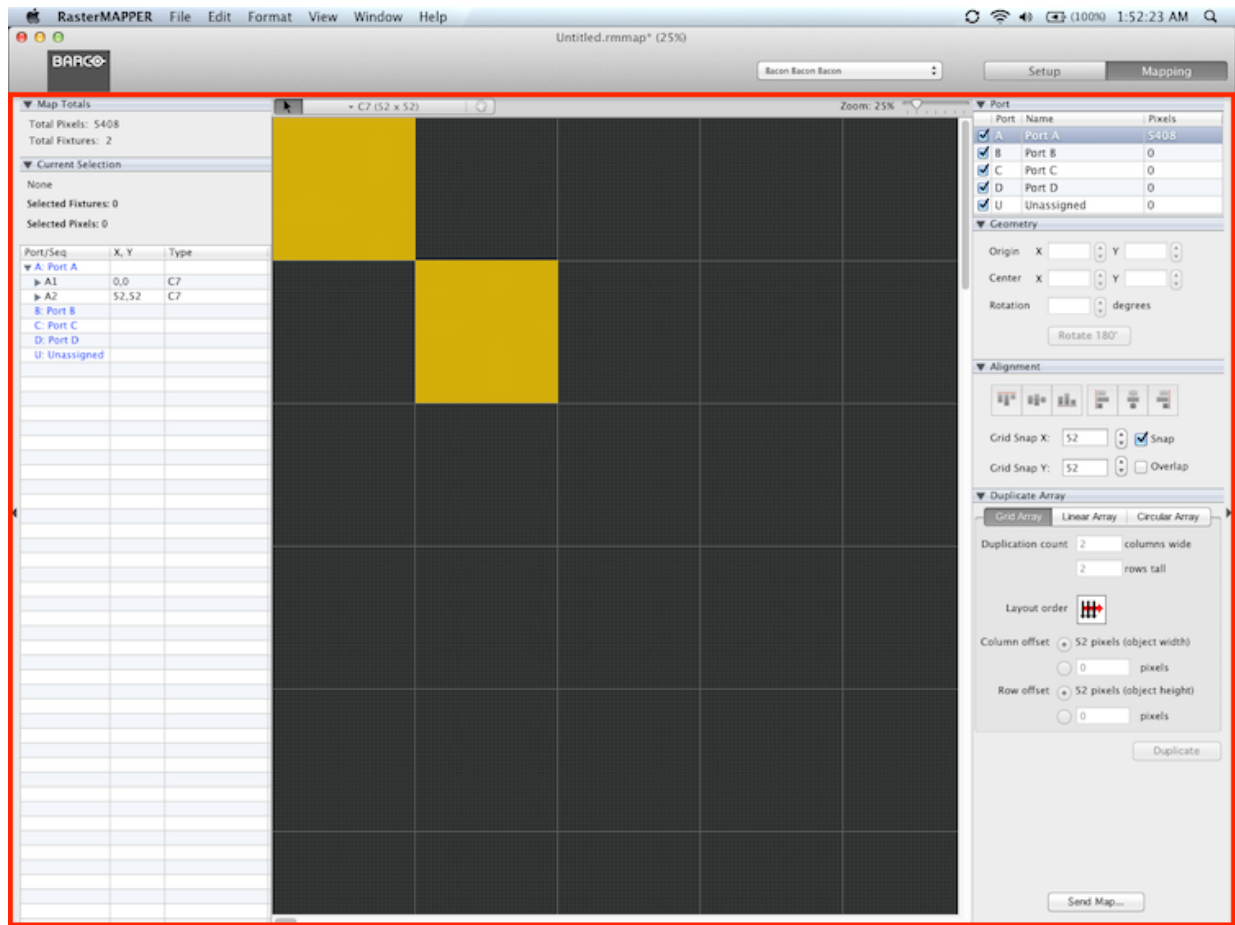 RasterMAPPER File Edit Format View Window Help (100%) 1:52:23 AM
Untitled.rmmap* (25%)
BARCO
Bacon Bacon Bacon
Setup Mapping
Map Totals
Total Pixels: 5408
Total Fixtures: 2
Current Selection
None
Selected Fixtures: 0
Selected Pixels: 0
Port/Seq X, Y Type
A: Port A
A1 0,0 C7
A2 52,52 C7
B: Port B
C: Port C
D: Port D
U: Unassigned
C7 (52 x 52)
Zoom: 25%
Port
Port Name Pixels
A Port A 5408
B Port B 0
C Port C 0
D Port D 0
U Unassigned 0
Geometry
Origin X Y
Center X Y
Rotation degrees
Rotate 180°
Alignment
Grid Snap X: 52 Snap
Grid Snap Y: 52 Overlap
Duplicate Array
Grid Array Linear Array Circular Array
Duplication count 2 columns wide
2 rows tall
Layout order
Column offset 52 pixels (object width)
0 pixels
Row offset 52 pixels (object height)
0 pixels
Duplicate
Send Map...